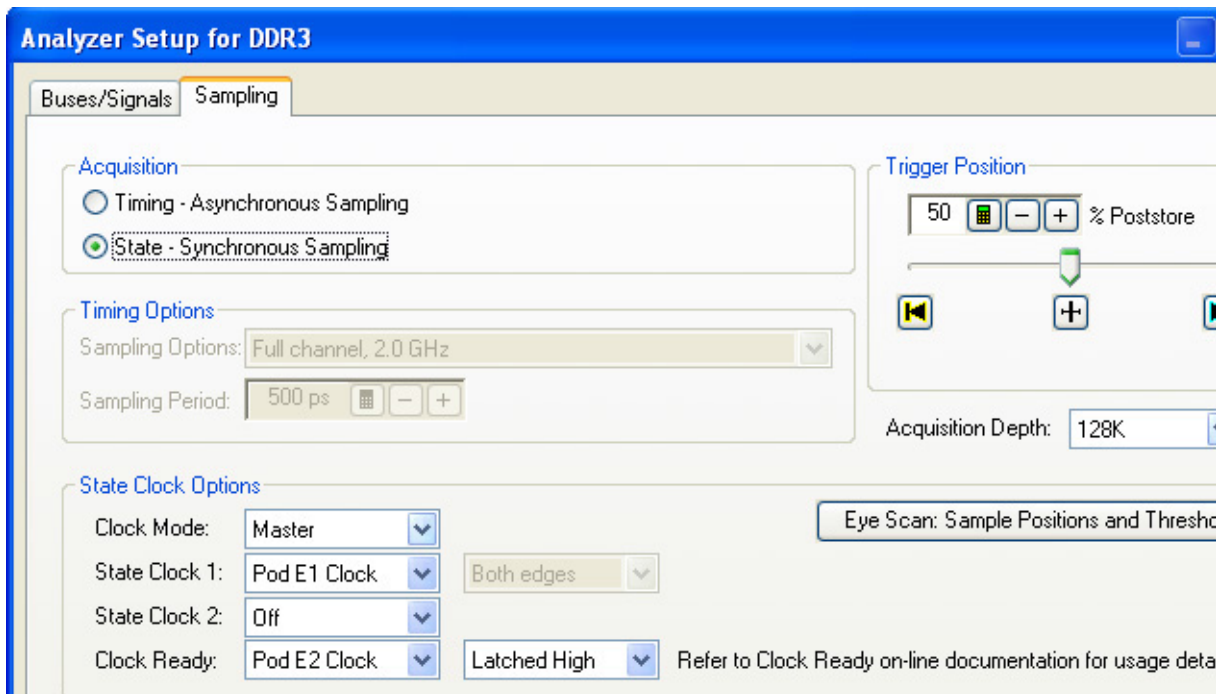 Analyzer Setup for DDR3
Buses/Signals
Sampling
Acquisition
Timing - Asynchronous Sampling
State - Synchronous Sampling
Trigger Position
50 % Poststore
Timing Options
Sampling Options: Full channel, 2.0 GHz
Sampling Period: 500 ps
Acquisition Depth: 128K
State Clock Options
Eye Scan: Sample Positions and Thresho
Clock Mode: Master
State Clock 1: Pod E1 Clock Both edges
State Clock 2: Off
Clock Ready: Pod E2 Clock Latched High Refer to Clock Ready on-line documentation for usage deta